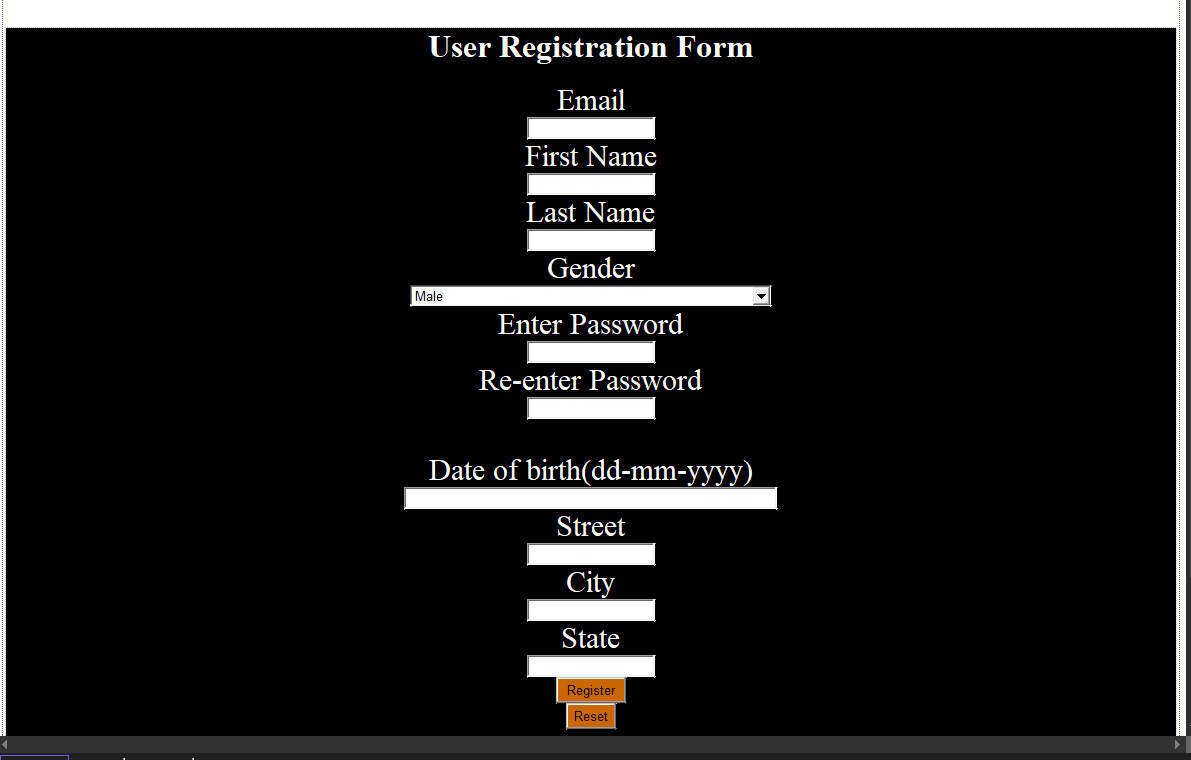 User Registration Form
Email
First Name
Last Name
Gender
Male
Enter Password
Re-enter Password
Date of birth(dd-mm-yyyy)
Street
City
State
Register
Reset